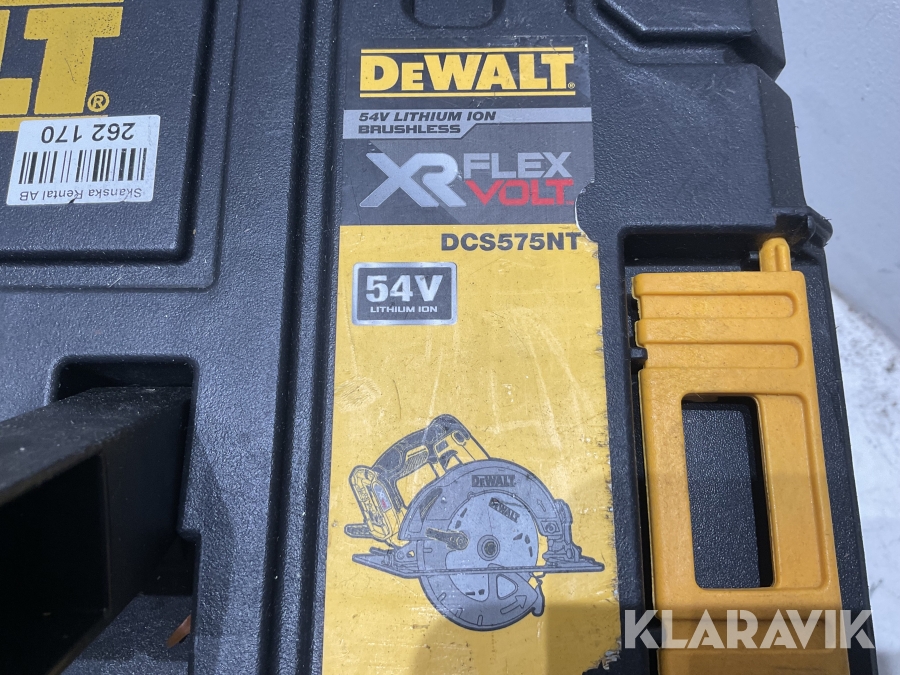 WALT®
262 170
Skanska Rental AB
DEWALT®
54V LITHIUM ION
BRUSHLESS
XR FLEX
VOLT
DCS575NT
54V
LITHIUM ION
DEWALT
DEWALT
KLARAVIK